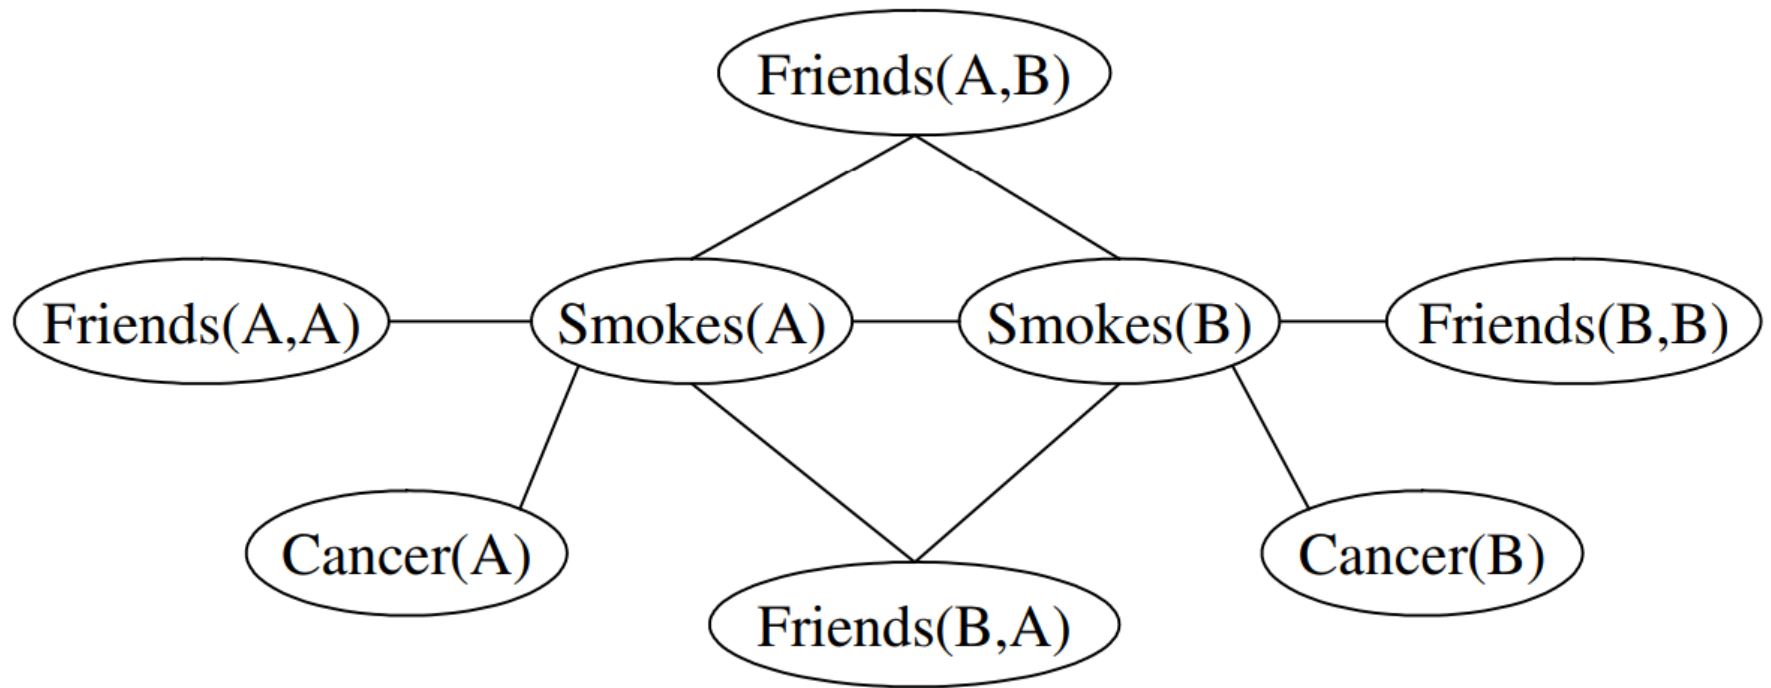 Friends(A,B)
Friends(A,A)
Smokes(A)
Smokes(B)
Friends(B,B)
Cancer(A)
Cancer(B)
Friends(B,A)